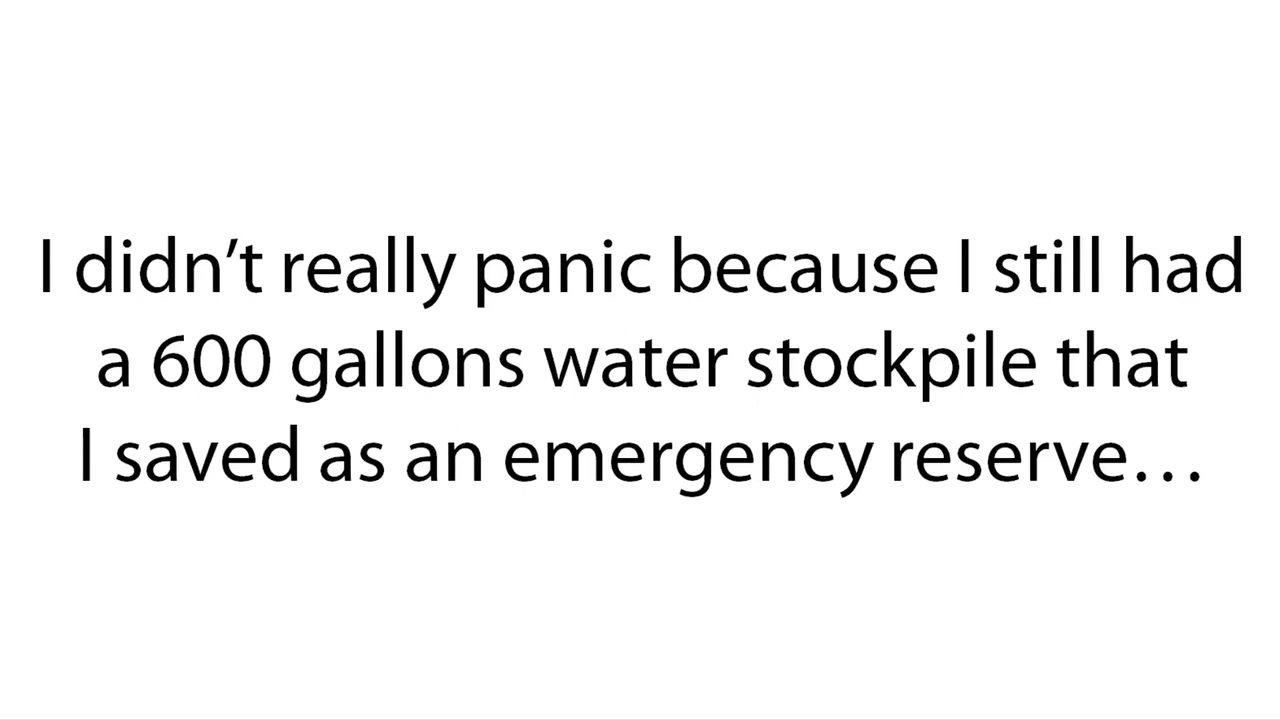 I didn’t really panic because I still had
a 600 gallons water stockpile that
I saved as an emergency reserve…